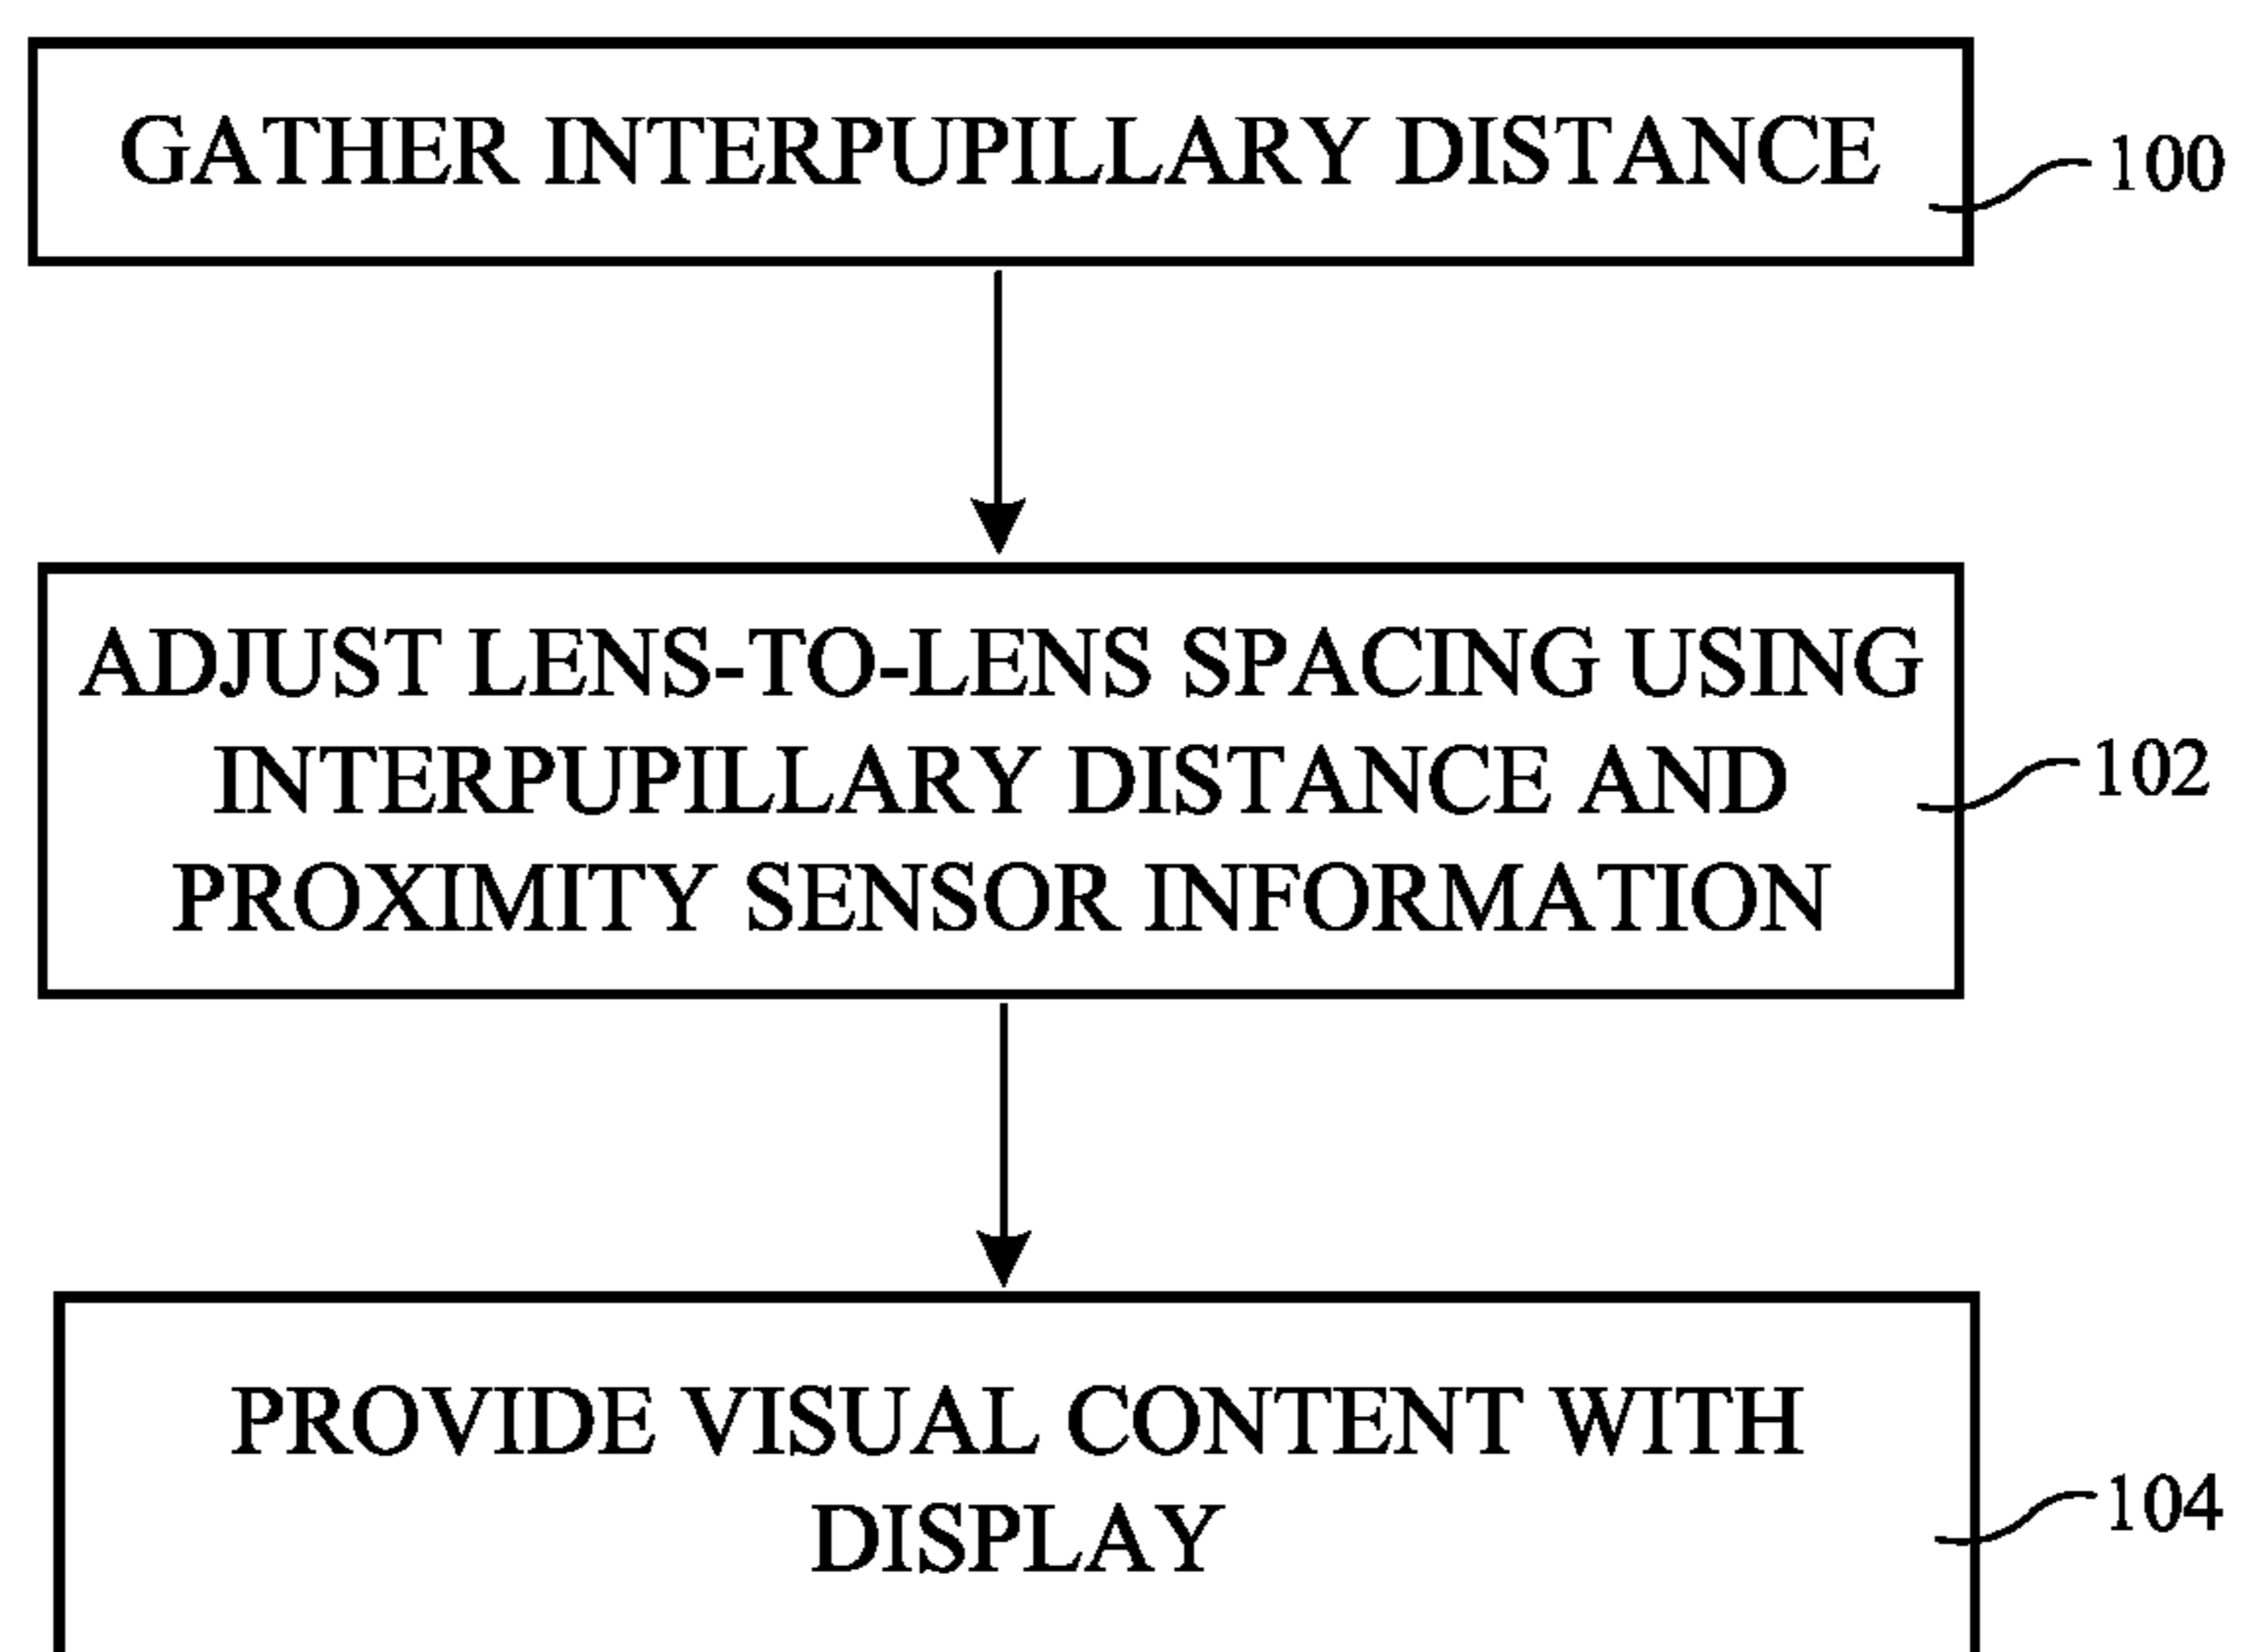 GATHER INTERPUPILLARY DISTANCE
100
ADJUST LENS-TO-LENS SPACING USING
INTERPUPILLARY DISTANCE AND
PROXIMITY SENSOR INFORMATION
102
PROVIDE VISUAL CONTENT WITH
DISPLAY
104